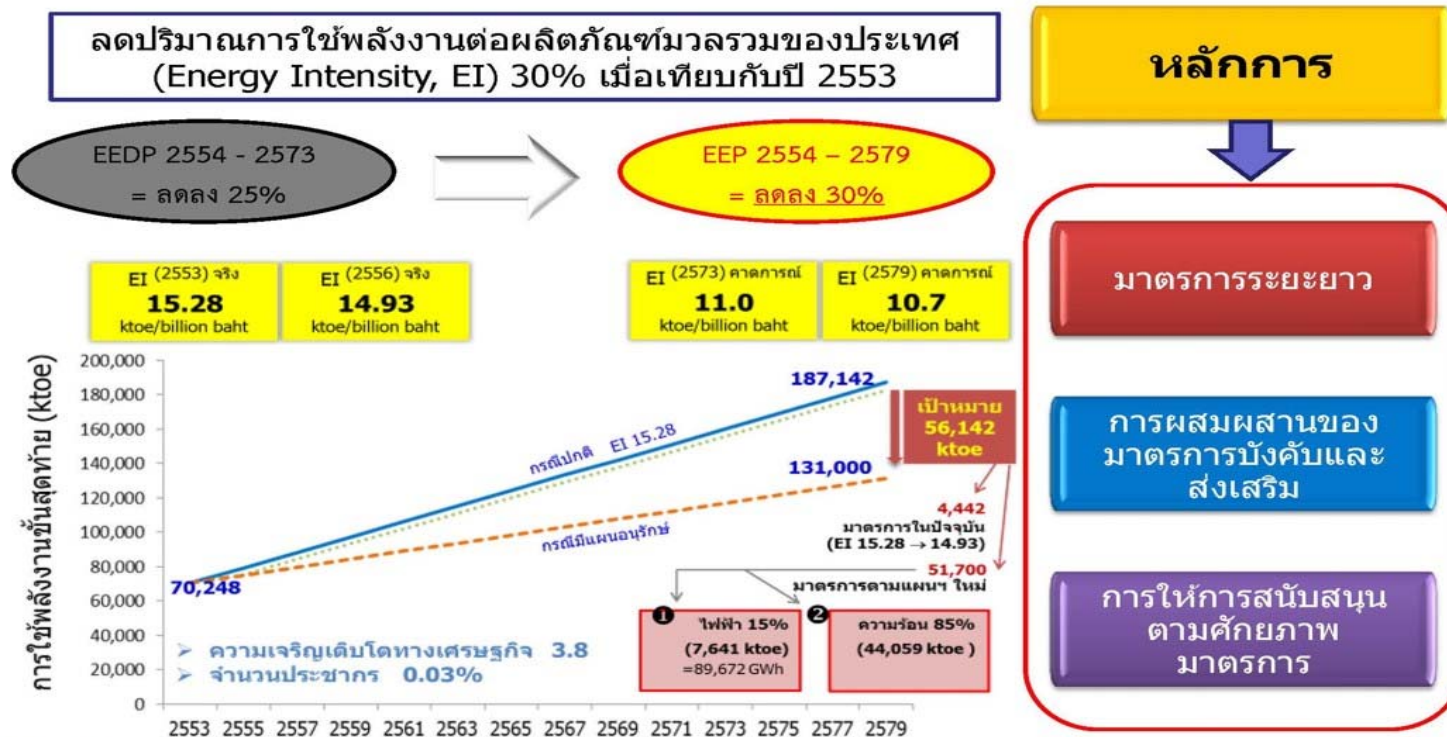 ลดปริมาณการใช้พลังงานต่อผลิตภัณฑ์มวลรวมของประเทศ
(Energy Intensity, EI) 30% เมื่อเทียบกับปี 2553
EEDP 2554 - 2573
= ลดลง 25%
EEP 2554 – 2579
= ลดลง 30%
EI (2553) จริง
15.28
ktoe/billion baht
EI (2556) จริง
14.93
ktoe/billion baht
EI (2573) คาดการณ์
11.0
ktoe/billion baht
EI (2579) คาดการณ์
10.7
ktoe/billion baht
การใช้พลังงานขั้นสุดท้าย (ktoe)
200,000
180,000
160,000
140,000
120,000
100,000
80,000
60,000
40,000
20,000
0
70,248
กรณีปกติ EI 15.28
187,142
กรณีมีแผนอนุรักษ์
131,000
เป้าหมาย
56,142
ktoe
4,442
มาตรการในปัจจุบัน
(EI 15.28 → 14.93)
51,700
มาตรการตามแผนฯ ใหม่
❶ ไฟฟ้า 15%
(7,641 ktoe)
=89,672 GWh
❷ ความร้อน 85%
(44,059 ktoe )
➢ ความเจริญเติบโตทางเศรษฐกิจ 3.8
➢ จำนวนประชากร 0.03%
2553 2555 2557 2559 2561 2563 2565 2567 2569 2571 2573 2575 2577 2579
หลักการ
มาตรการระยะยาว
การผสมผสานของ
มาตรการบังคับและ
ส่งเสริม
การให้การสนับสนุน
ตามศักยภาพ
มาตรการ